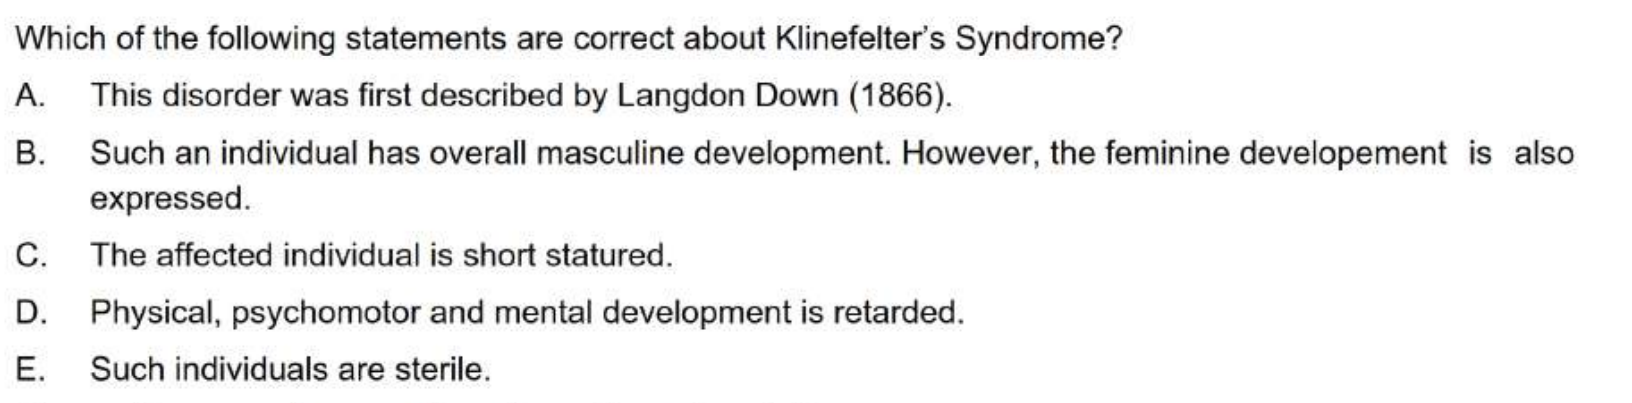 Which of the following statements are correct about Klinefelter's Syndrome?
A. This disorder was first described by Langdon Down (1866).
B. Such an individual has overall masculine development. However, the feminine developement is also
expressed.
C. The affected individual is short statured.
D. Physical, psychomotor and mental development is retarded.
E. Such individuals are sterile.